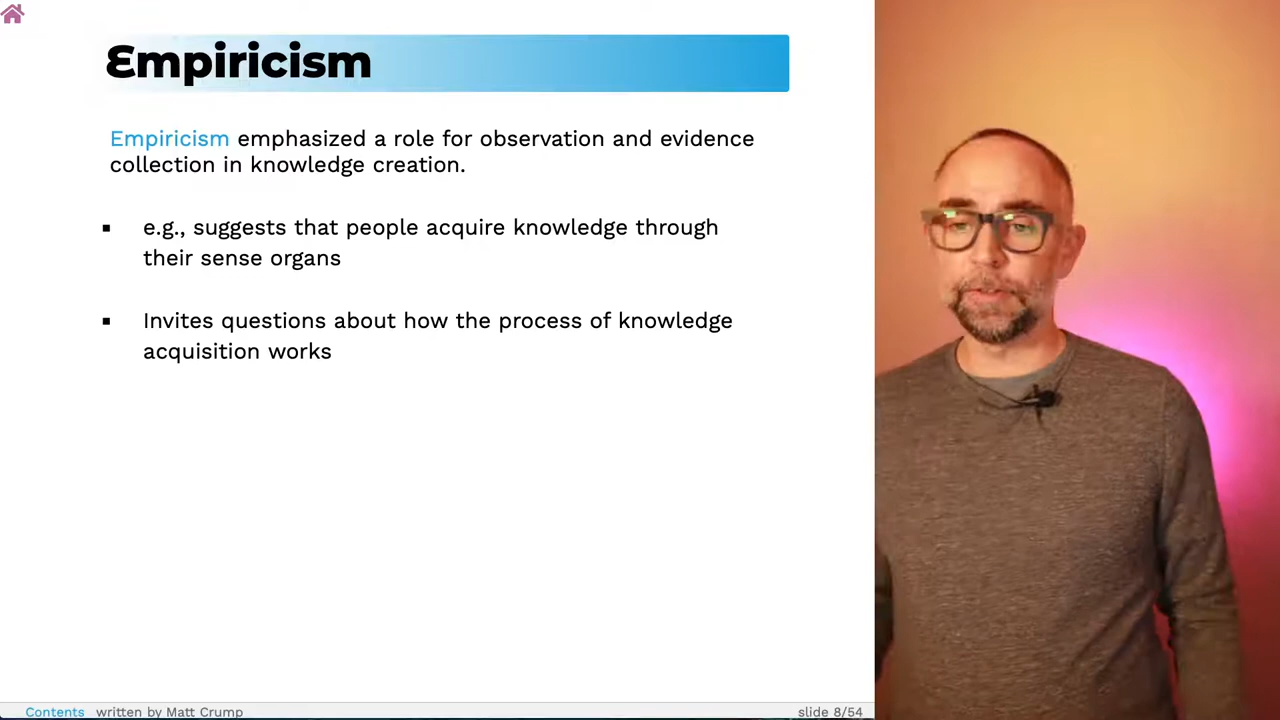 Empiricism
Empiricism emphasized a role for observation and evidence
collection in knowledge creation.
▪ e.g., suggests that people acquire knowledge through
their sense organs
▪ Invites questions about how the process of knowledge
acquisition works
Contents written by Matt Crump
slide 8/54